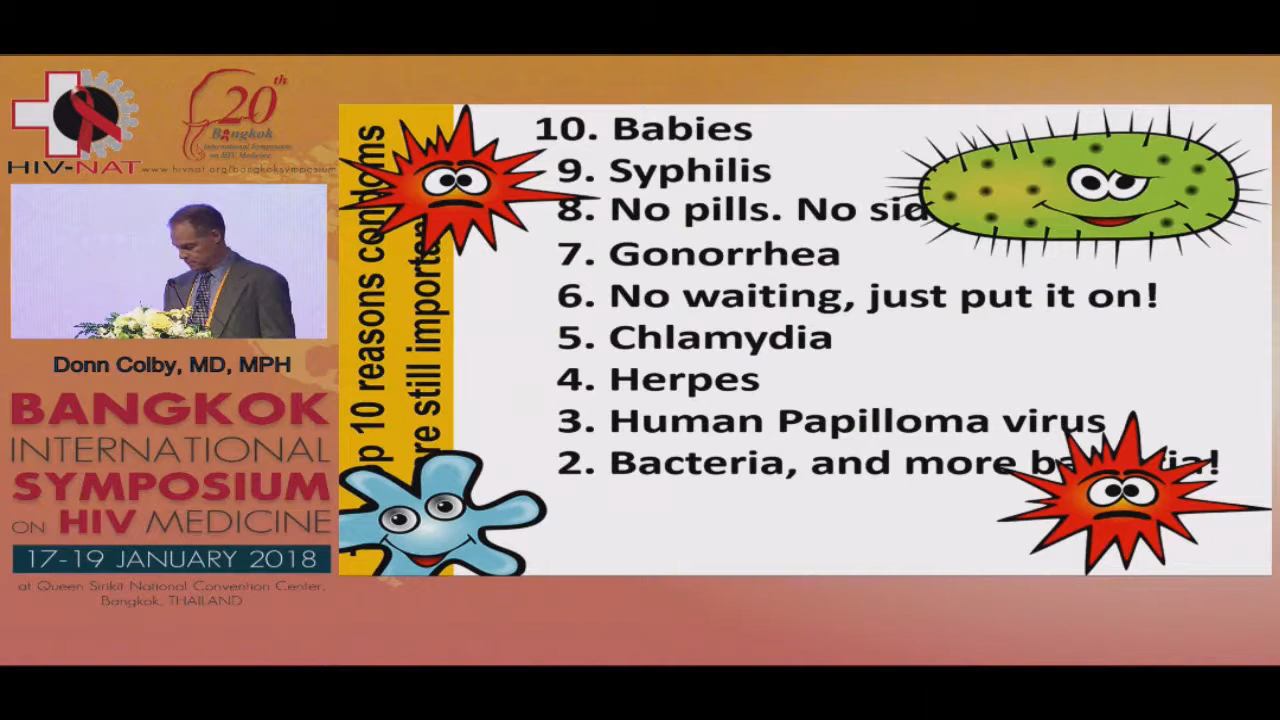 HIV-NAT
20th
Bangkok
International Symposium
on HIV Medicine
www.hivnat.org/bangkoksymposium
Donn Colby, MD, MPH
BANGKOK
INTERNATIONAL
SYMPOSIUM
ON HIV MEDICINE
17-19 JANUARY 2018
at Queen Sirikit National Convention Center,
Bangkok, THAILAND
p 10 reasons condoms
re still importan
10. Babies
9. Syphilis
8. No pills. No sid
7. Gonorrhea
6. No waiting, just put it on!
5. Chlamydia
4. Herpes
3. Human Papilloma virus
2. Bacteria, and more ba ia!